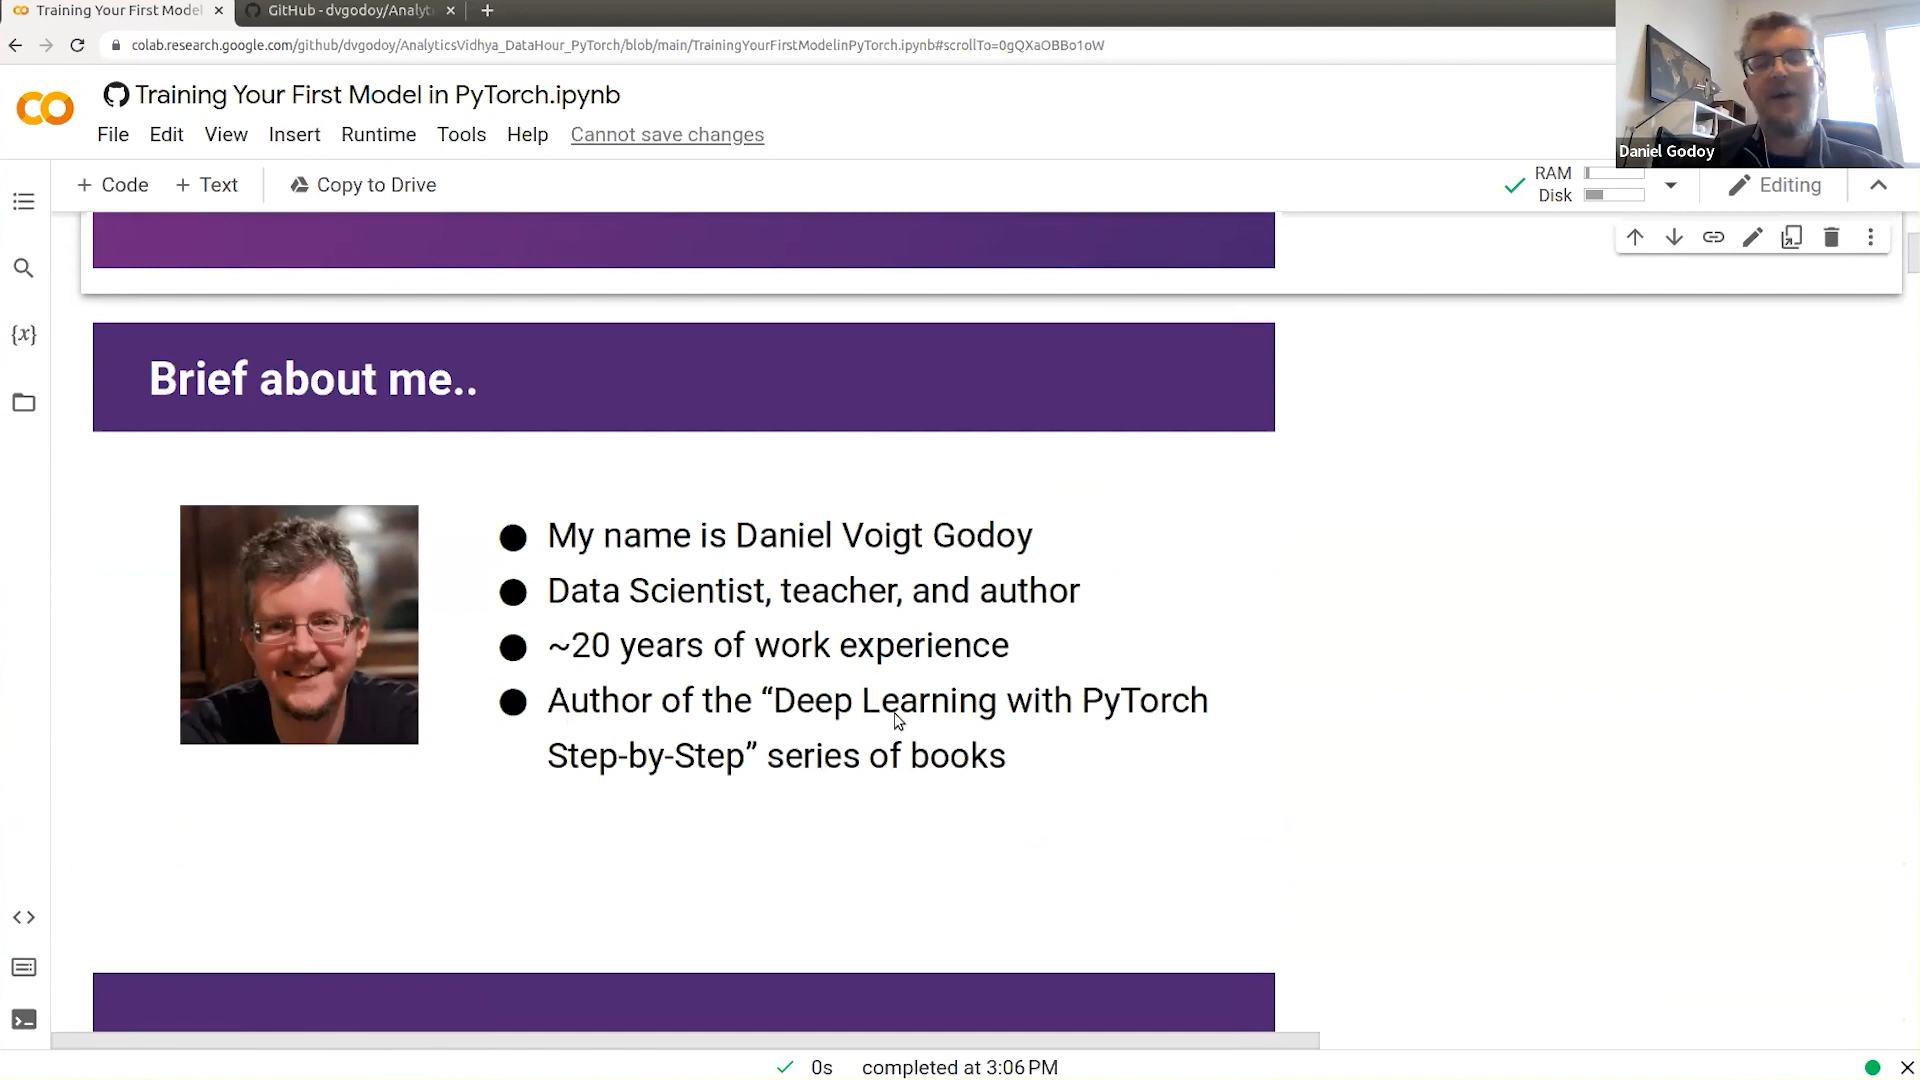 Training Your First Model
GitHub - dvgodoy/Analyt
colab.research.google.com/github/dvgodoy/AnalyticsVidhya_DataHour_PyTorch/blob/main/TrainingYourFirstModelinPyTorch.ipynb#scrollTo=0gQXaOBBo1oW
Training Your First Model in PyTorch.ipynb
File Edit View Insert Runtime Tools Help Cannot save changes
Daniel Godoy
+ Code + Text Copy to Drive
RAM
Disk
Editing
{x}
Brief about me..
● My name is Daniel Voigt Godoy
● Data Scientist, teacher, and author
● ~20 years of work experience
● Author of the “Deep Learning with PyTorch
Step-by-Step” series of books
0s completed at 3:06 PM